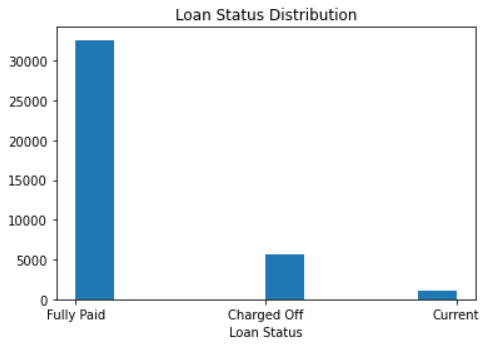 Loan Status Distribution
30000
25000
20000
15000
10000
5000
0
Fully Paid Charged Off Current
Loan Status